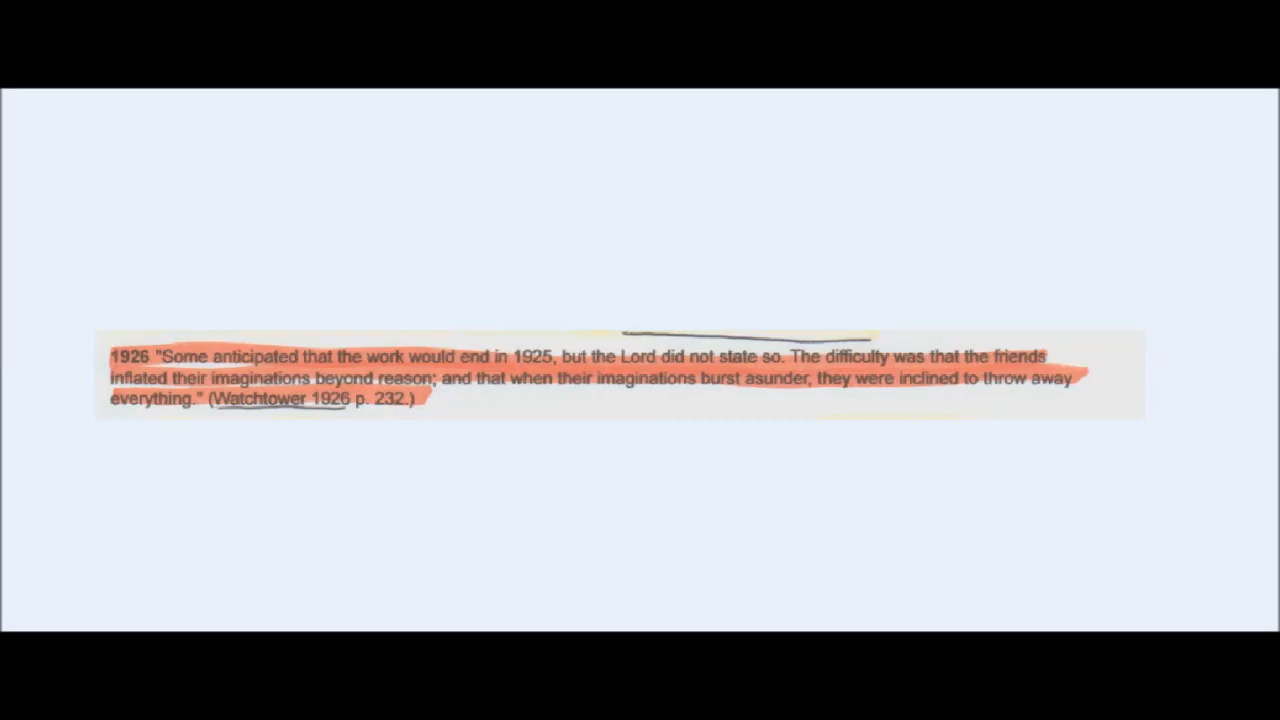 1926 "Some anticipated that the work would end in 1925, but the Lord did not state so. The difficulty was that the friends
inflated their imaginations beyond reason; and that when their imaginations burst asunder, they were inclined to throw away
everything." (Watchtower 1926 p. 232.)